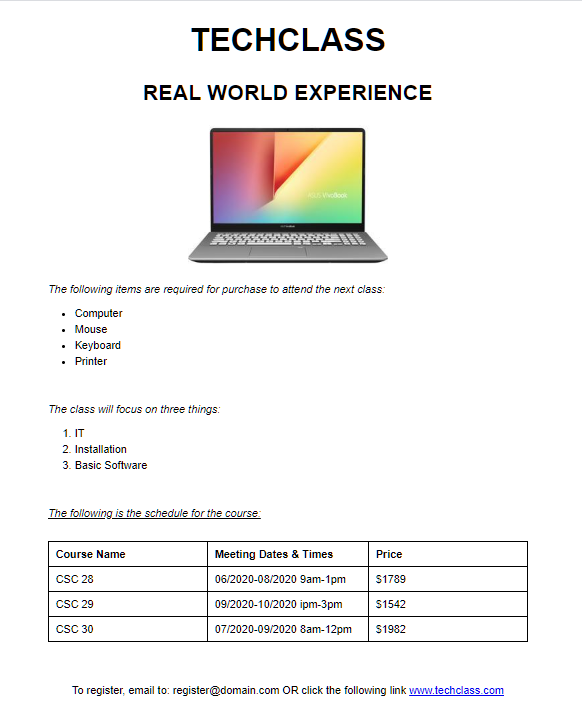 TECHCLASS
REAL WORLD EXPERIENCE
ASUS VivoBook
The following items are required for purchase to attend the next class:
• Computer
• Mouse
• Keyboard
• Printer
The class will focus on three things:
1. IT
2. Installation
3. Basic Software
The following is the schedule for the course:
Course Name Meeting Dates & Times Price
CSC 28 06/2020-08/2020 9am-1pm $1789
CSC 29 09/2020-10/2020 ipm-3pm $1542
CSC 30 07/2020-09/2020 8am-12pm $1982
To register, email to: register@domain.com OR click the following link www.techclass.com